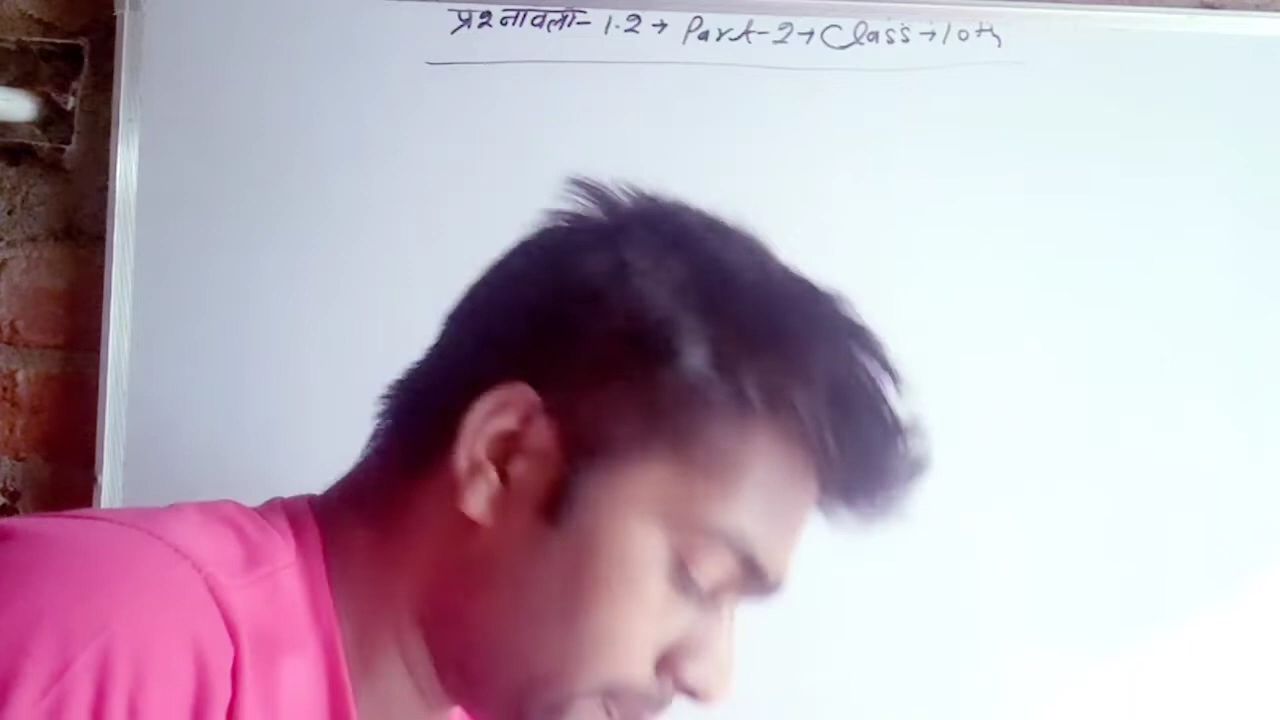 प्रश्नावली- 1.2 → Part-2 → Class → 10th